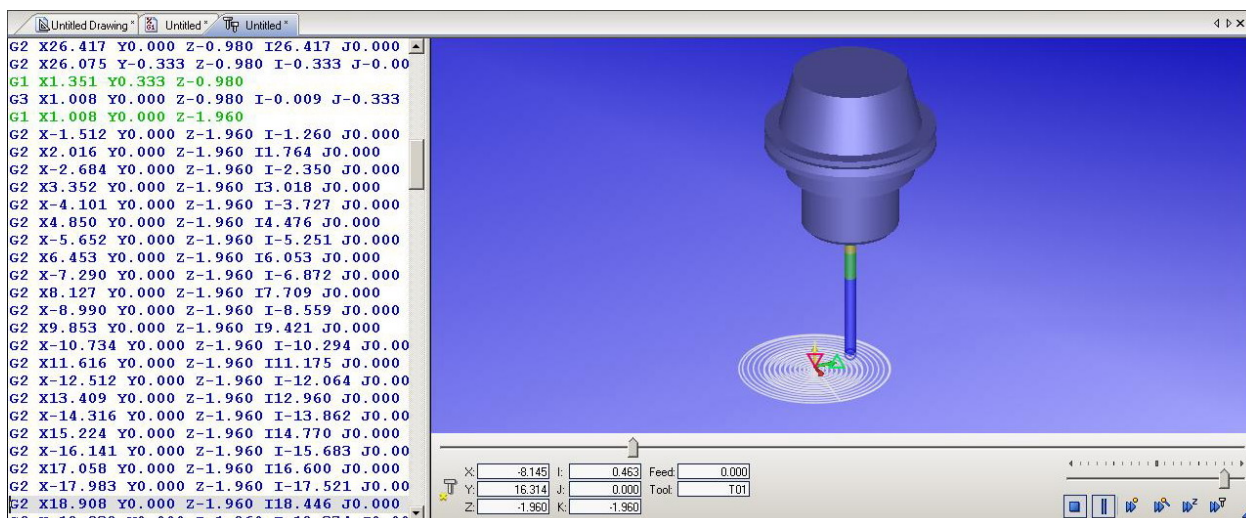 Untitled Drawing * Untitled * Untitled *
G2 X26.417 Y0.000 Z-0.980 I26.417 J0.000
G2 X26.075 Y-0.333 Z-0.980 I-0.333 J-0.00
G1 X1.351 Y0.333 Z-0.980
G3 X1.008 Y0.000 Z-0.980 I-0.009 J-0.333
G1 X1.008 Y0.000 Z-1.960
G2 X-1.512 Y0.000 Z-1.960 I-1.260 J0.000
G2 X2.016 Y0.000 Z-1.960 I1.764 J0.000
G2 X-2.684 Y0.000 Z-1.960 I-2.350 J0.000
G2 X3.352 Y0.000 Z-1.960 I3.018 J0.000
G2 X-4.101 Y0.000 Z-1.960 I-3.727 J0.000
G2 X4.850 Y0.000 Z-1.960 I4.476 J0.000
G2 X-5.652 Y0.000 Z-1.960 I-5.251 J0.000
G2 X6.453 Y0.000 Z-1.960 I6.053 J0.000
G2 X-7.290 Y0.000 Z-1.960 I-6.872 J0.000
G2 X8.127 Y0.000 Z-1.960 I7.709 J0.000
G2 X-8.990 Y0.000 Z-1.960 I-8.559 J0.000
G2 X9.853 Y0.000 Z-1.960 I9.421 J0.000
G2 X-10.734 Y0.000 Z-1.960 I-10.294 J0.00
G2 X11.616 Y0.000 Z-1.960 I11.175 J0.000
G2 X-12.512 Y0.000 Z-1.960 I-12.064 J0.00
G2 X13.409 Y0.000 Z-1.960 I12.960 J0.000
G2 X-14.316 Y0.000 Z-1.960 I-13.862 J0.00
G2 X15.224 Y0.000 Z-1.960 I14.770 J0.000
G2 X-16.141 Y0.000 Z-1.960 I-15.683 J0.00
G2 X17.058 Y0.000 Z-1.960 I16.600 J0.000
G2 X-17.983 Y0.000 Z-1.960 I-17.521 J0.00
G2 X18.908 Y0.000 Z-1.960 I18.446 J0.000
X: -8.145 I: 0.463 Feed: 0.000
Y: 16.314 J: 0.000 Tool: T01
Z: -1.960 K: -1.960